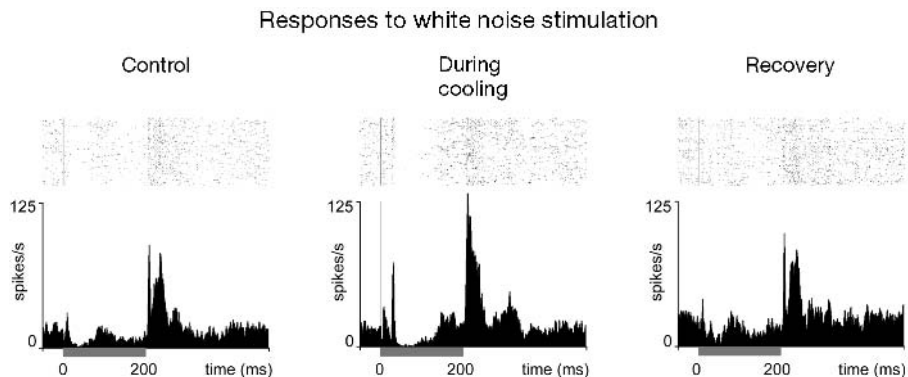 Responses to white noise stimulation
Control
During
cooling
Recovery
125
spikes/s
0
0
200
time (ms)
125
spikes/s
0
0
200
time (ms)
125
spikes/s
0
0
200
time (ms)